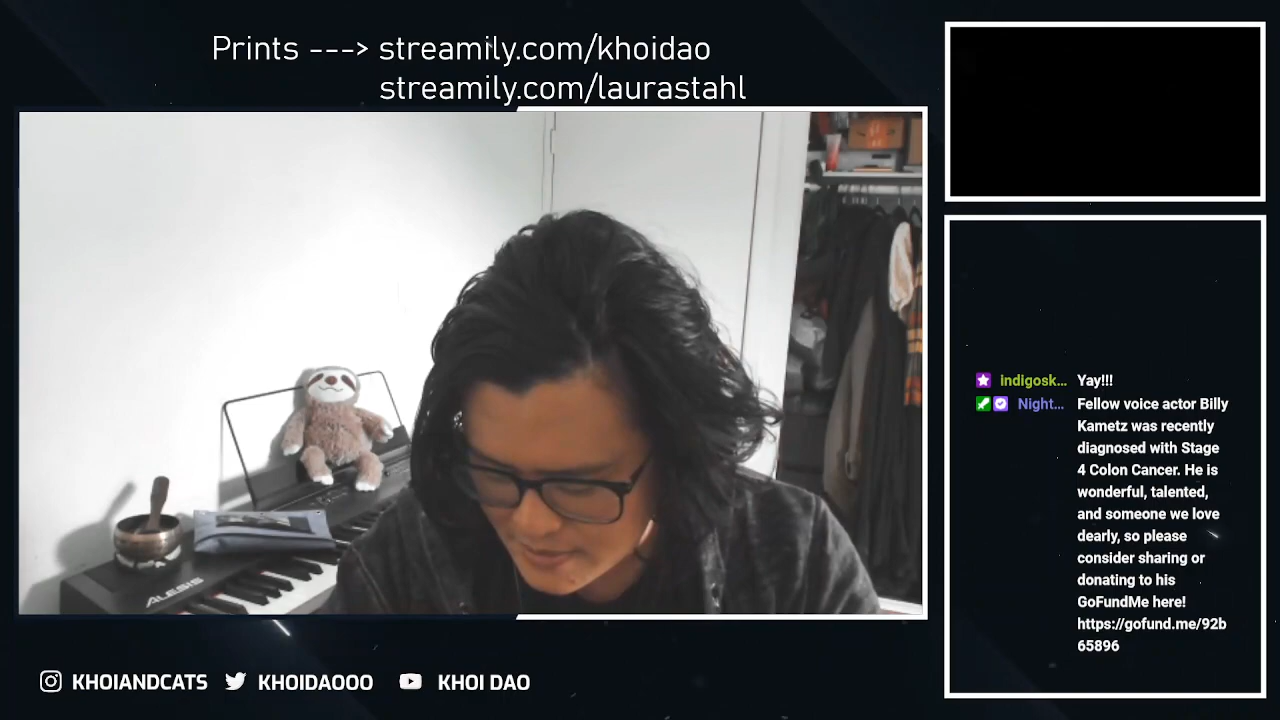 Prints ---> streamily.com/khoidao
streamily.com/laurastahl
ALESIS
indigosk... Yay!!!
Night... Fellow voice actor Billy
Kametz was recently
diagnosed with Stage
4 Colon Cancer. He is
wonderful, talented,
and someone we love
dearly, so please
consider sharing or
donating to his
GoFundMe here!
https://gofund.me/92b
65896
KHOIANDCATS KHOIDAOOO KHOI DAO